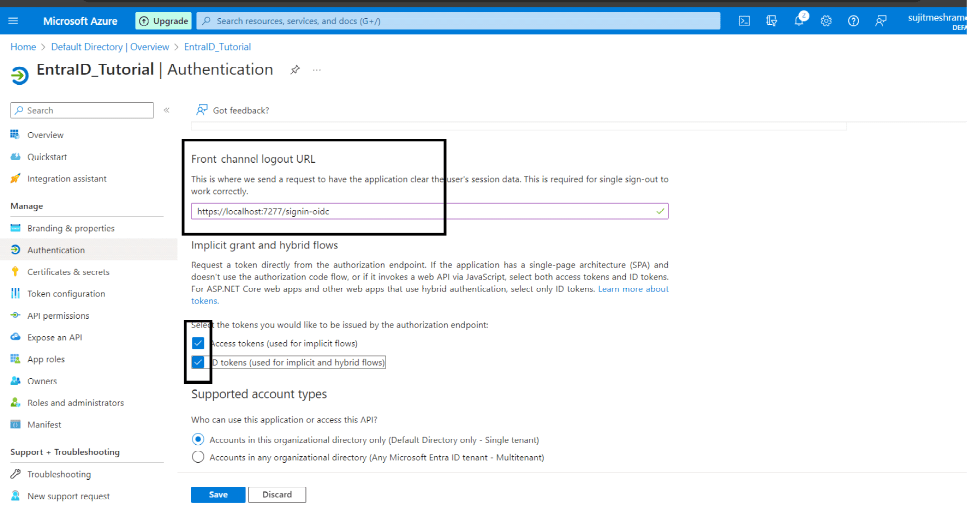 Microsoft Azure
Upgrade
Search resources, services, and docs (G+/)
2
sujitmeshram
DEFA
Home > Default Directory | Overview > EntraID_Tutorial
EntraID_Tutorial | Authentication
Search
Got feedback?
Overview
Quickstart
Integration assistant
Manage
Branding & properties
Authentication
Certificates & secrets
Token configuration
API permissions
Expose an API
App roles
Owners
Roles and administrators
Manifest
Support + Troubleshooting
Troubleshooting
New support request
Front-channel logout URL
This is where we send a request to have the application clear the user's session data. This is required for single sign-out to
work correctly.
https://localhost:7277/signin-oidc
Implicit grant and hybrid flows
Request a token directly from the authorization endpoint. If the application has a single-page architecture (SPA) and
doesn't use the authorization code flow, or if it invokes a web API via JavaScript, select both access tokens and ID tokens.
For ASP.NET Core web apps and other web apps that use hybrid authentication, select only ID tokens. Learn more about
tokens.
Select the tokens you would like to be issued by the authorization endpoint:
Access tokens (used for implicit flows)
ID tokens (used for implicit and hybrid flows)
Supported account types
Who can use this application or access this API?
Accounts in this organizational directory only (Default Directory only - Single tenant)
Accounts in any organizational directory (Any Microsoft Entra ID tenant - Multitenant)
Save
Discard